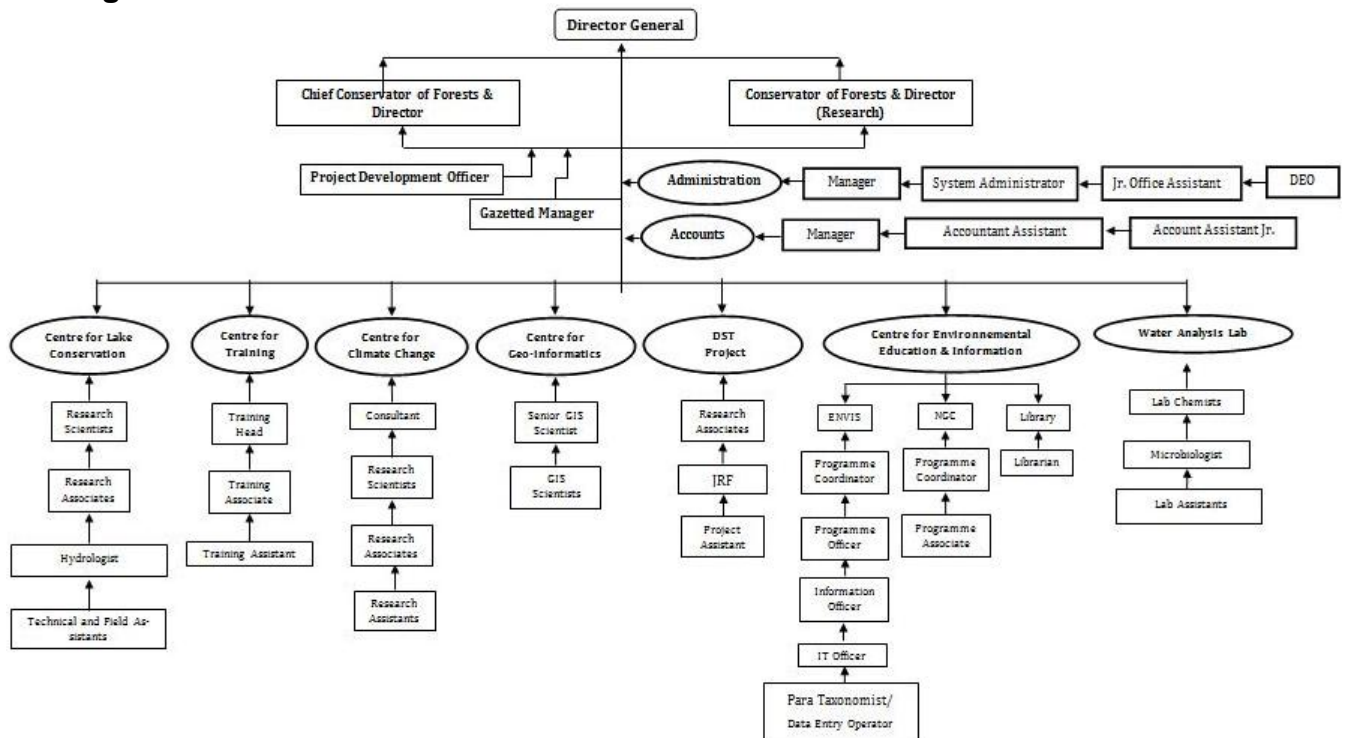 Director General
Chief Conservator of Forests &
Director
Conservator of Forests & Director
(Research)
Project Development Officer
Gazetted Manager
Administration
Manager
System Administrator
Jr. Office Assistant
DEO
Accounts
Manager
Accountant Assistant
Account Assistant Jr.
Centre for Lake
Conservation
Research
Scientists
Research
Associates
Hydrologist
Technical and Field As-
sistants
Centre for
Training
Training
Head
Training
Associate
Training Assistant
Centre for
Climate Change
Consultant
Research
Scientists
Research
Associates
Research
Assistants
Centre for
Geo-informatics
Senior GIS
Scientist
GIS
Scientists
DST
Project
Research
Associates
JRF
Project
Assistant
Centre for Environnemental
Education & Information
ENVIS
Programme
Coordinator
Programme
Officer
Information
Officer
IT Officer
Para Taxonomist/
Data Entry Operator
NGC
Programme
Coordinator
Programme
Associate
Library
Librarian
Water Analysis Lab
Lab Chemists
Microbiologist
Lab Assistants